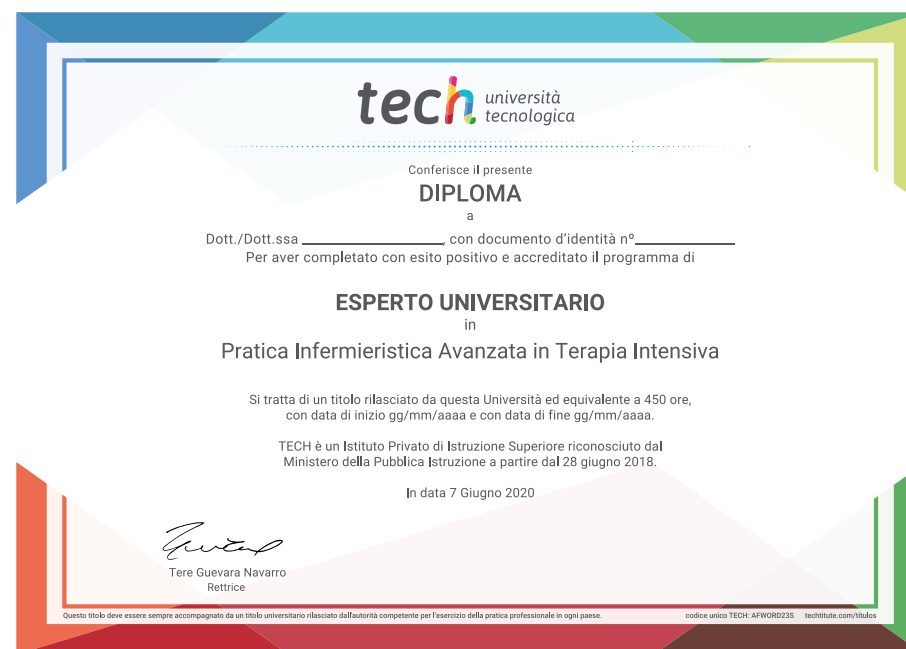 tech università
tecnologica
Conferisce il presente
DIPLOMA
a
Dott./Dott.ssa ____________________, con documento d'identità nº______________
Per aver completato con esito positivo e accreditato il programma di
ESPERTO UNIVERSITARIO
in
Pratica Infermieristica Avanzata in Terapia Intensiva
Si tratta di un titolo rilasciato da questa Università ed equivalente a 450 ore,
con data di inizio gg/mm/aaaa e con data di fine gg/mm/aaaa.
TECH è un Istituto Privato di Istruzione Superiore riconosciuto dal
Ministero della Pubblica Istruzione a partire dal 28 giugno 2018.
In data 7 Giugno 2020
Tere Guevara Navarro
Rettrice
Questo titolo deve essere sempre accompagnato da un titolo universitario rilasciato dall'autorità competente per l'esercizio della pratica professionale in ogni paese. codice unico TECH: AFWORD23S techtitute.com/titulos